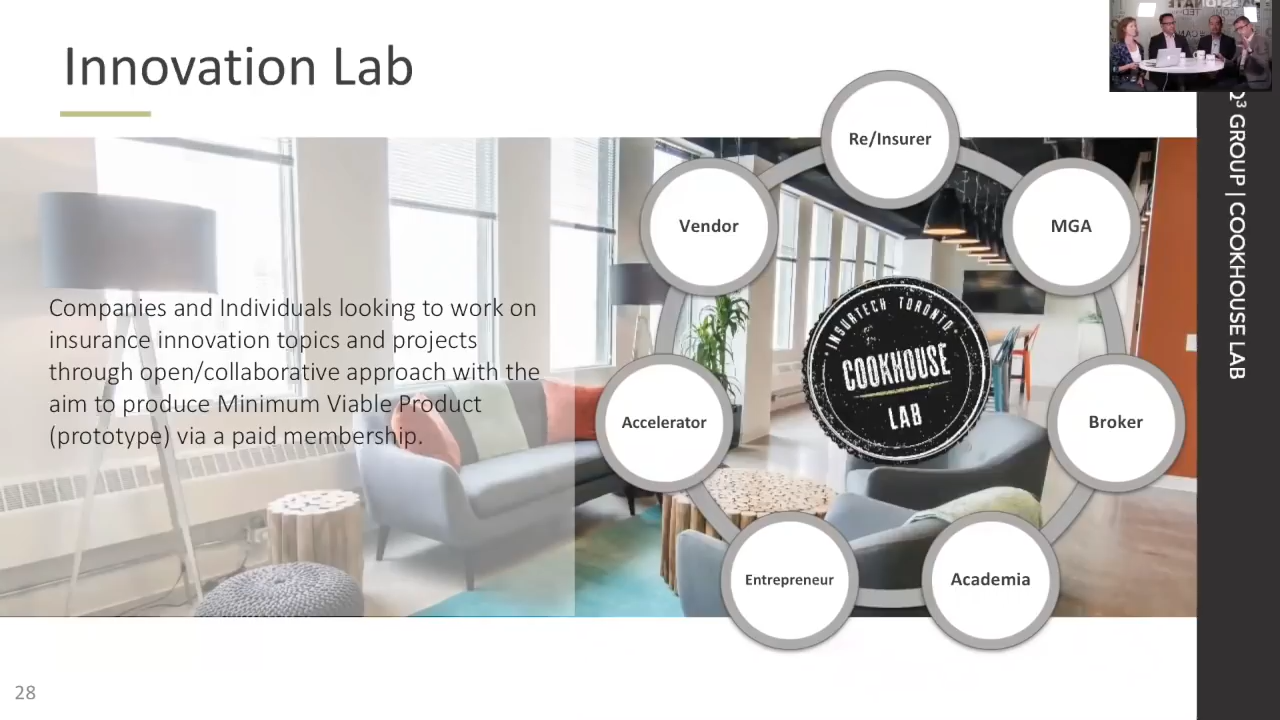 Innovation Lab
Companies and Individuals looking to work on
insurance innovation topics and projects
through open/collaborative approach with the
aim to produce Minimum Viable Product
(prototype) via a paid membership.
Re/Insurer
Vendor
MGA
Accelerator
Broker
Entrepreneur
Academia
INSURTECH TORONTO
COOKHOUSE
LAB
Q³ GROUP | COOKHOUSE LAB
28